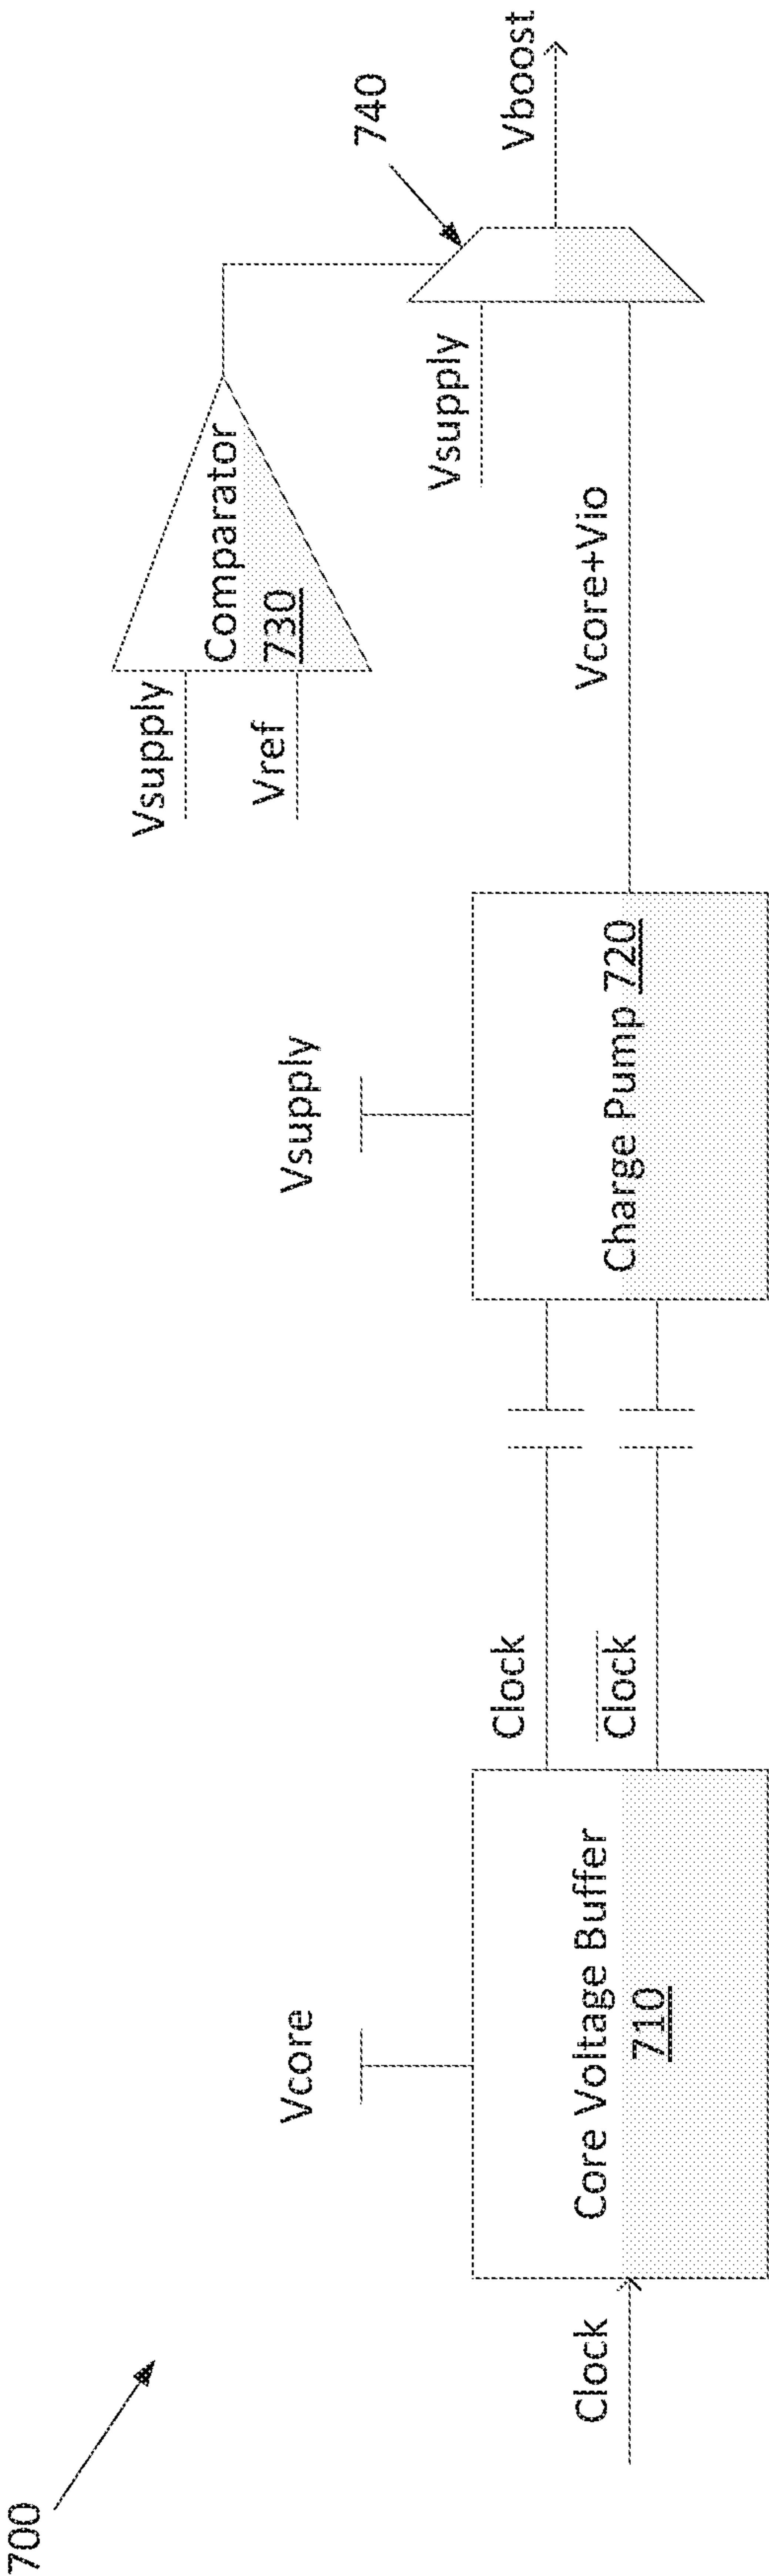 700
Clock
Core Voltage Buffer
710
Vcore
Clock
Clock
Charge Pump 720
Vsupply
Vcore+Vio
Vsupply
Vref
Comparator
730
Vsupply
740
Vboost